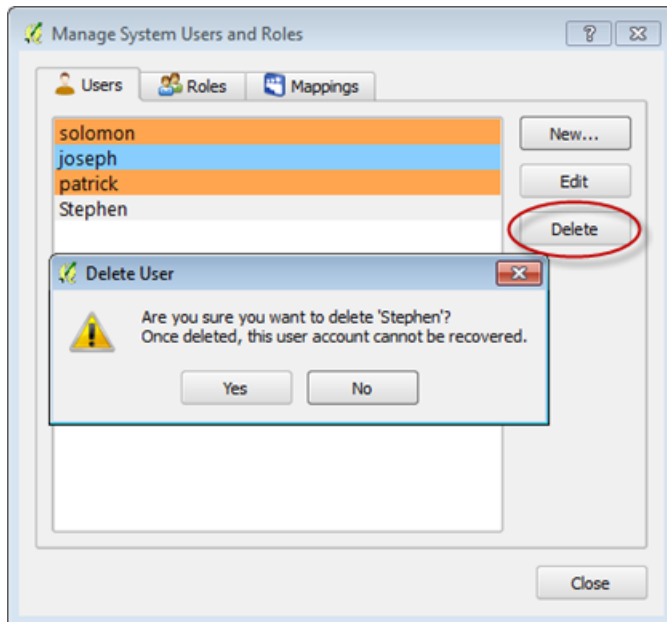 Manage System Users and Roles
Users Roles Mappings
solomon
joseph
patrick
Stephen
New...
Edit
Delete
Delete User
Are you sure you want to delete 'Stephen'?
Once deleted, this user account cannot be recovered.
Yes No
Close